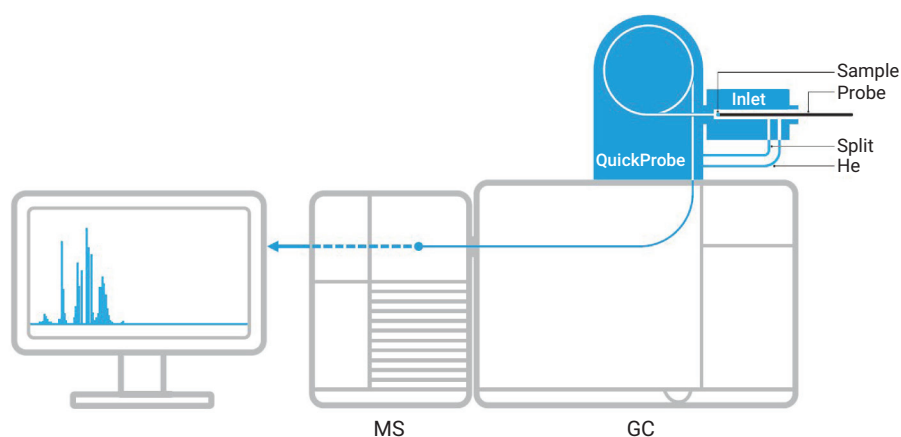 Sample
Inlet
Probe
Split
QuickProbe
He
MS
GC